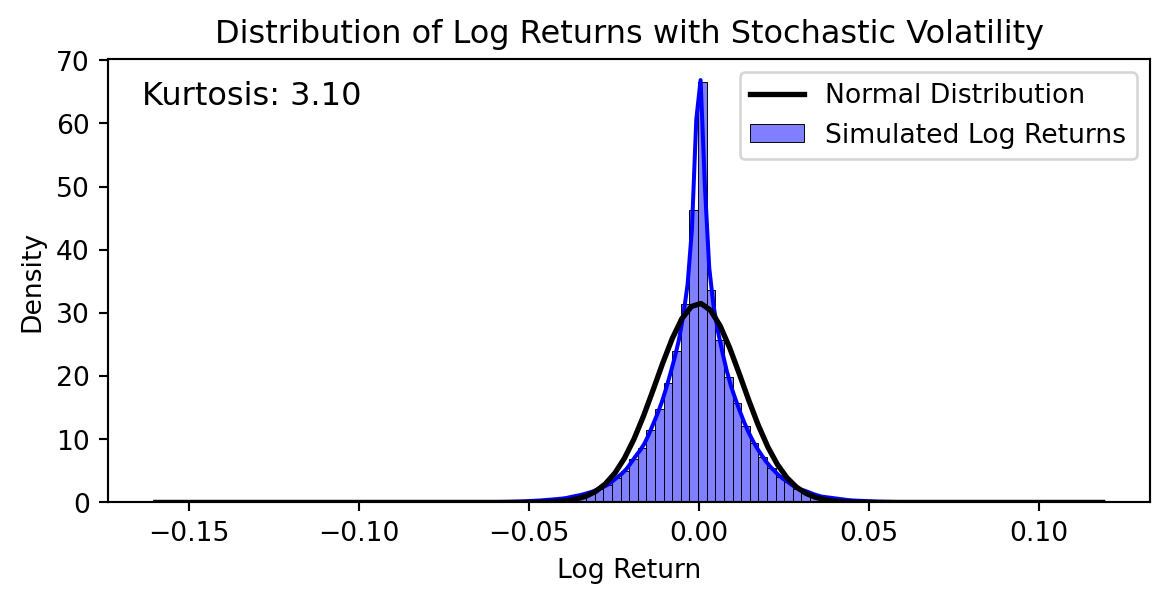 Distribution of Log Returns with Stochastic Volatility
Kurtosis: 3.10
Normal Distribution
Simulated Log Returns
Density
70
60
50
40
30
20
10
0
−0.15
−0.10
−0.05
0.00
0.05
0.10
Log Return